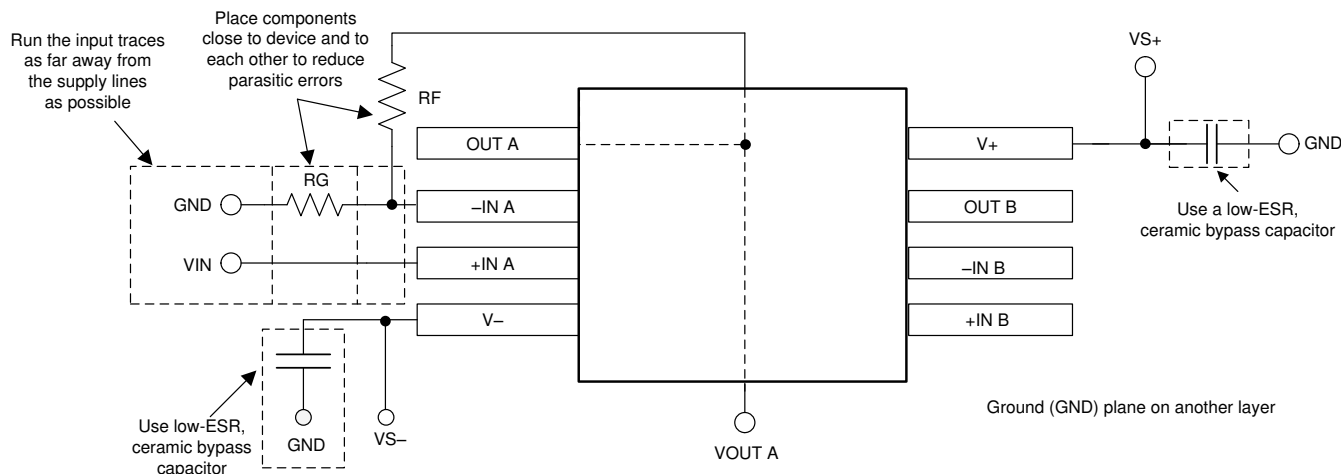 Place components
close to device and to
each other to reduce
parasitic errors
Run the input traces
as far away from
the supply lines
as possible
VS+
RF
OUT A
V+
GND
RG
GND
–IN A
OUT B
Use a low-ESR,
ceramic bypass capacitor
VIN
+IN A
–IN B
V–
+IN B
Use low-ESR,
ceramic bypass
capacitor
GND
VS–
VOUT A
Ground (GND) plane on another layer